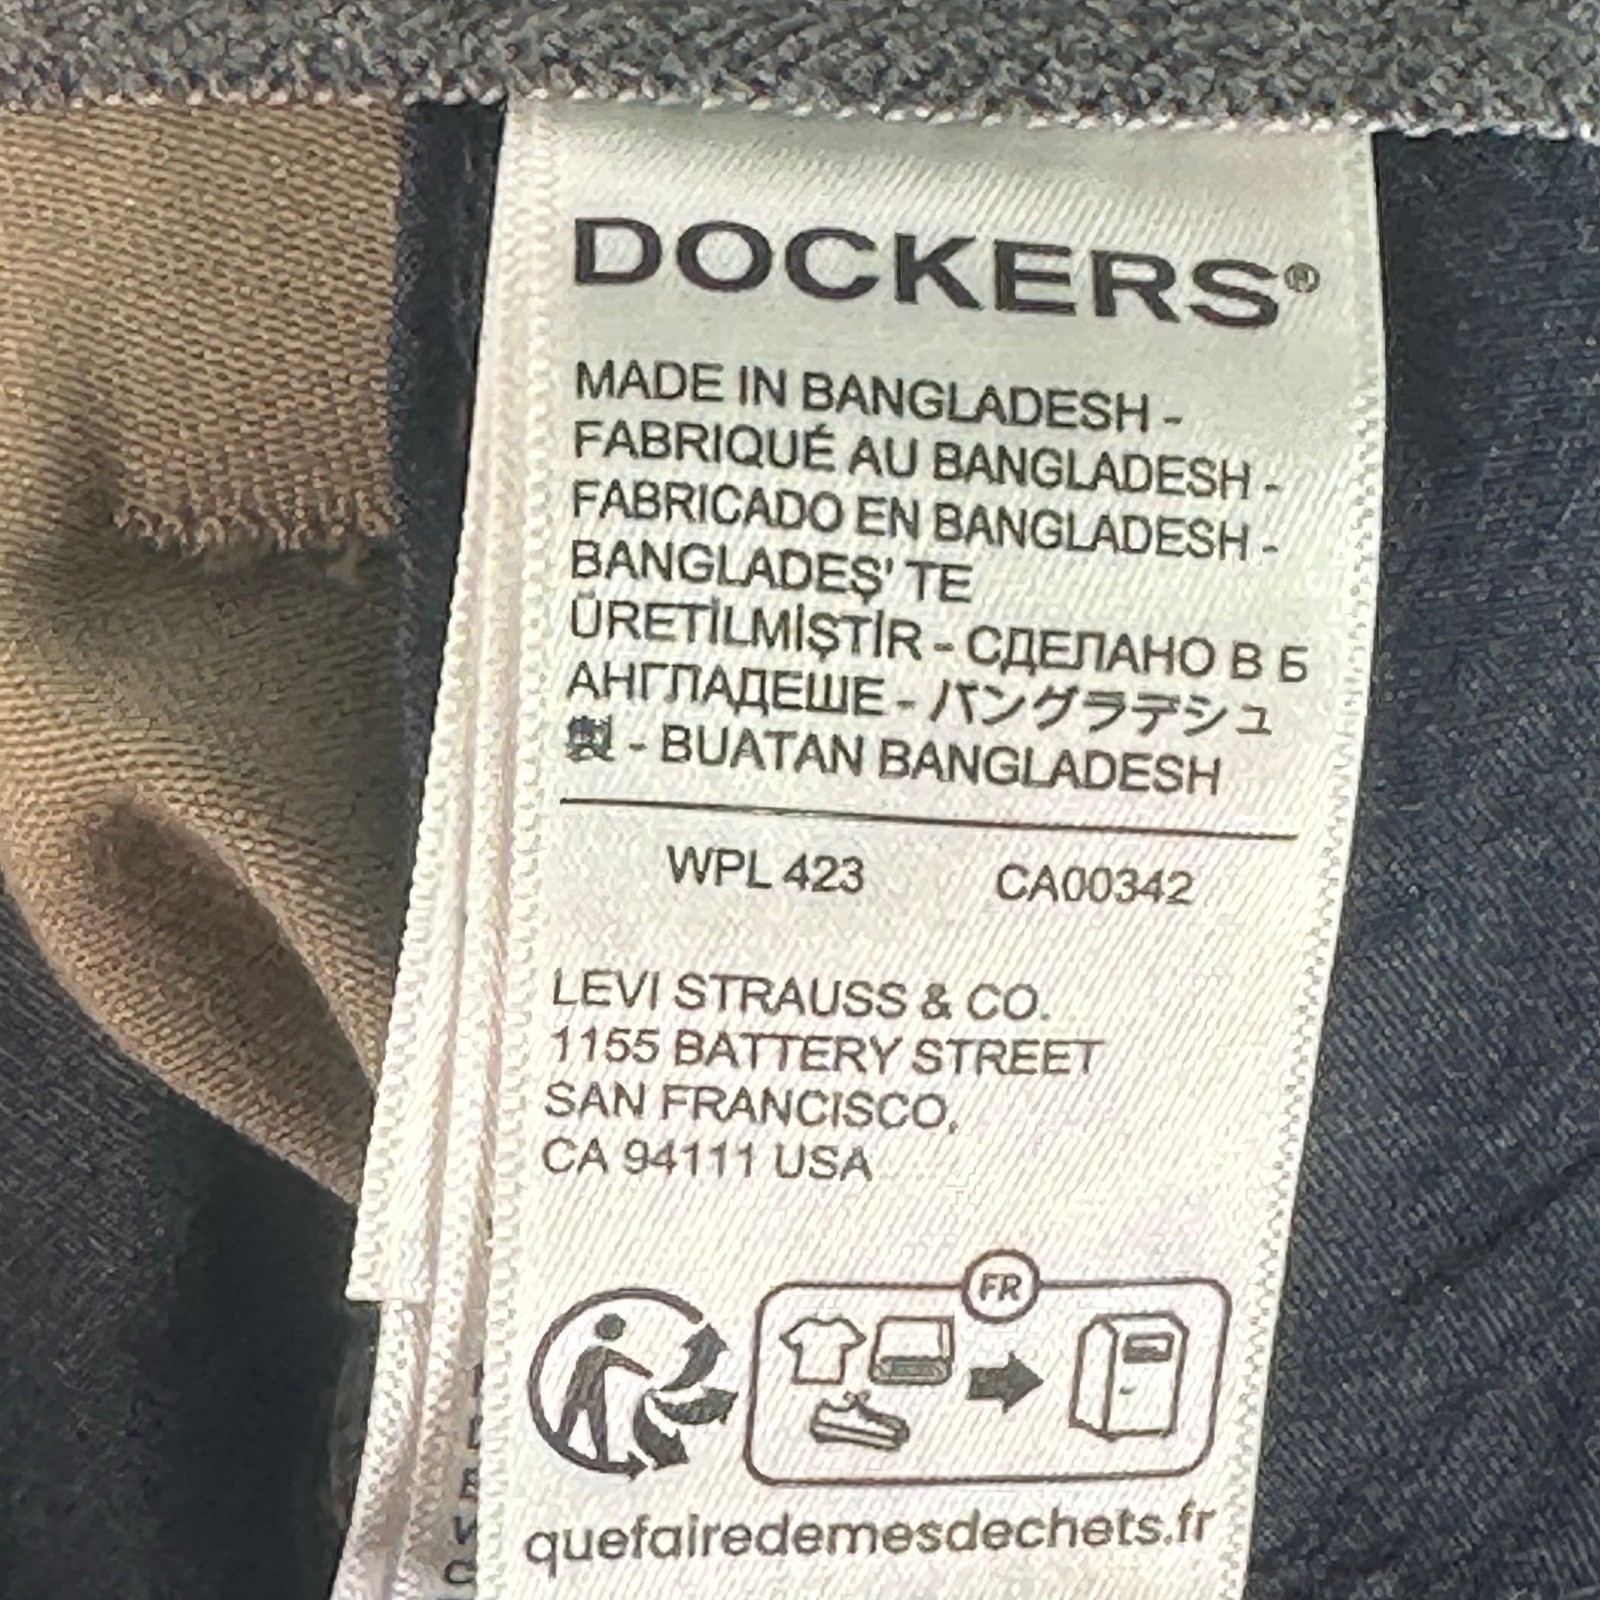 DOCKERS®
MADE IN BANGLADESH -
FABRIQUÉ AU BANGLADESH -
FABRICADO EN BANGLADESH -
BANGLADEŞ' TE
ÜRETİLMİŞTİR - СДЕЛАНО В Б
АНГЛАДЕШЕ - バングラデシュ
製 - BUATAN BANGLADESH
WPL 423 CA00342
LEVI STRAUSS & CO.
1155 BATTERY STREET
SAN FRANCISCO,
CA 94111 USA
FR
quefairedemesdechets.fr